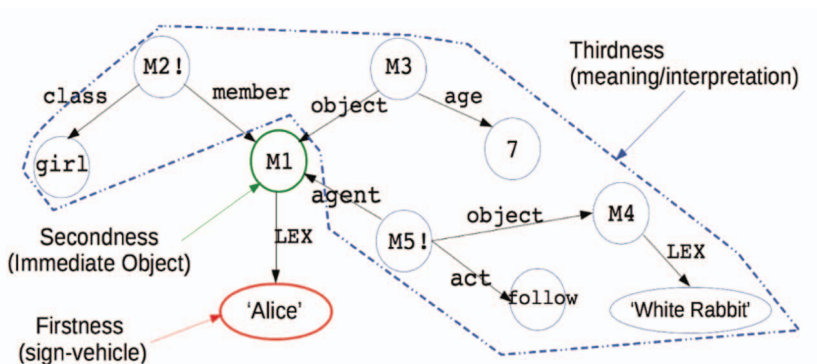 M2!
M3
Thirdness
(meaning/interpretation)
class
member
object
age
girl
M1
7
agent
object
M4
M5!
Secondness
(Immediate Object)
LEX
LEX
act
follow
'Alice'
'White Rabbit'
Firstness
(sign-vehicle)